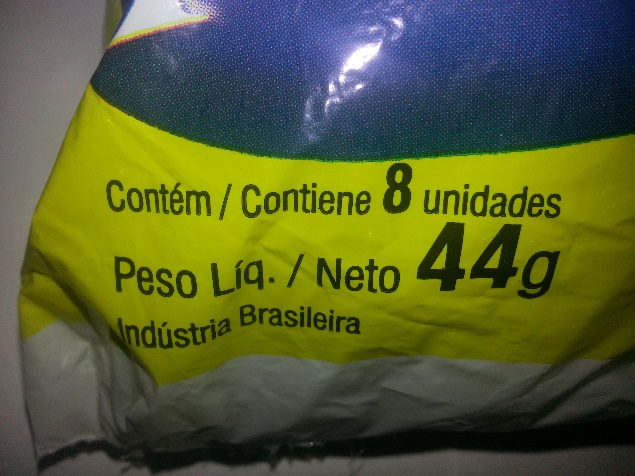 Contém / Contiene 8 unidades
Peso Líq. / Neto 44g
Indústria Brasileira